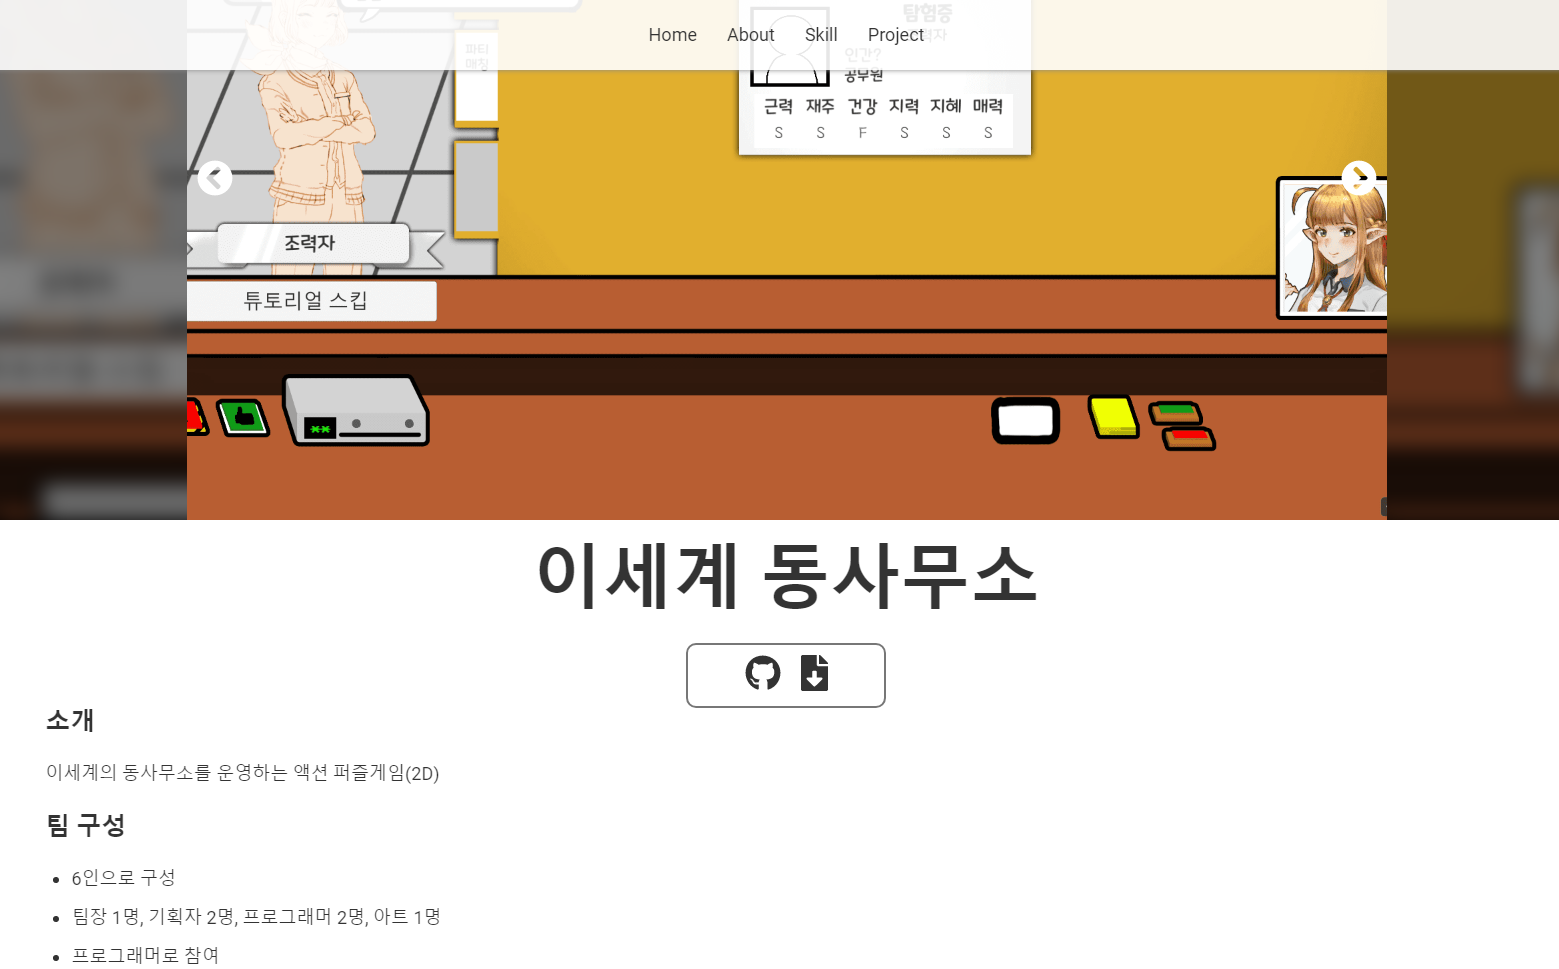 Home About Skill Project
탐험증
파티
매칭
인간?
공무원
근력 재주 건강 지력 지혜 매력
S S F S S S
조력자
튜토리얼 스킵
이세계 동사무소
소개
이세계의 동사무소를 운영하는 액션 퍼즐게임(2D)
팀 구성
6인으로 구성
팀장 1명, 기획자 2명, 프로그래머 2명, 아트 1명
프로그래머로 참여